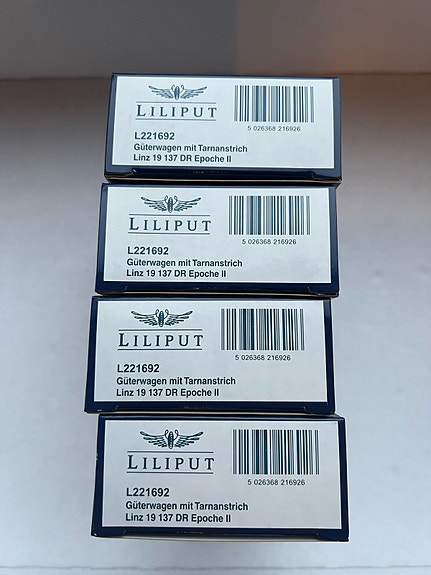 LILIPUT
5 026368 216926
L221692
Güterwagen mit Tarnanstrich
Linz 19 137 DR Epoche II
LILIPUT
5 026368 216926
L221692
Güterwagen mit Tarnanstrich
Linz 19 137 DR Epoche II
LILIPUT
5 026368 216926
L221692
Güterwagen mit Tarnanstrich
Linz 19 137 DR Epoche II
LILIPUT
5 026368 216926
L221692
Güterwagen mit Tarnanstrich
Linz 19 137 DR Epoche II